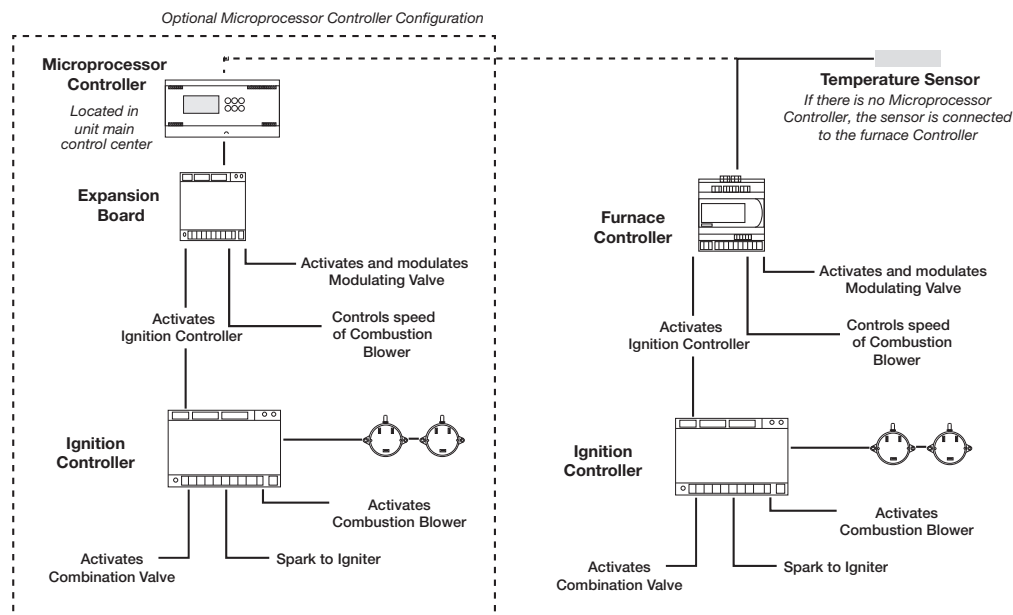 Optional Microprocessor Controller Configuration
Microprocessor
Controller
Located in
unit main
control center
Expansion
Board
Activates and modulates
Modulating Valve
Activates
Ignition Controller
Controls speed
of Combustion
Blower
Ignition
Controller
Activates
Combustion Blower
Activates
Combination Valve
Spark to Igniter
Temperature Sensor
If there is no Microprocessor
Controller, the sensor is connected
to the furnace Controller
Furnace
Controller
Activates and modulates
Modulating Valve
Activates
Ignition Controller
Controls speed
of Combustion
Blower
Ignition
Controller
Activates
Combustion Blower
Activates
Combination Valve
Spark to Igniter